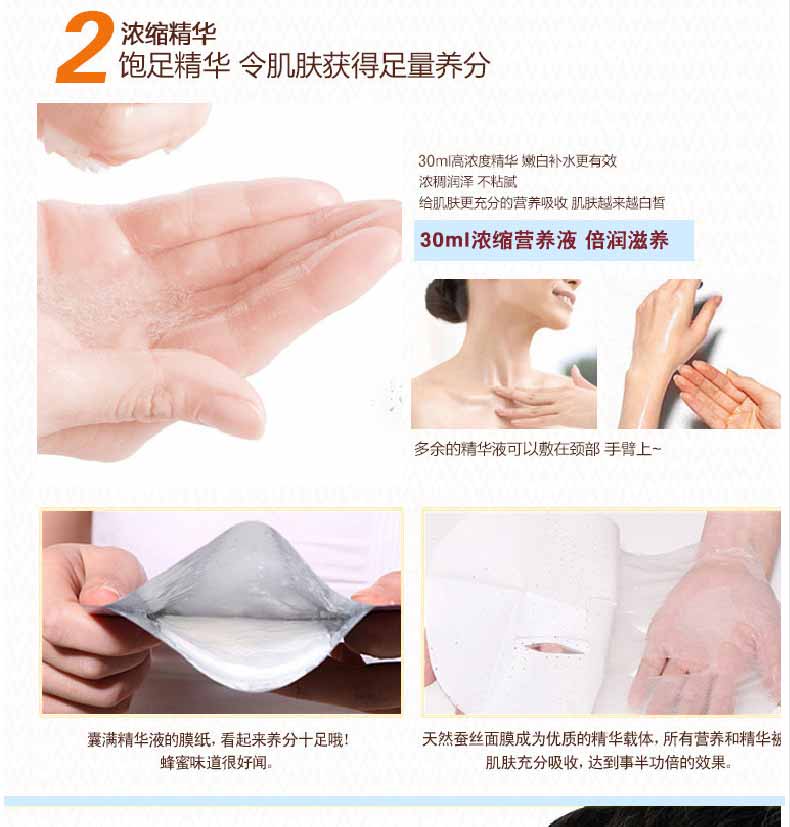 2
浓缩精华
饱足精华 令肌肤获得足量养分
30ml高浓度精华 嫩白补水更有效
浓稠润泽 不粘腻
给肌肤更充分的营养吸收 肌肤越来越白皙
30ml浓缩营养液 倍润滋养
多余的精华液可以敷在颈部 手臂上~
囊满精华液的膜纸，看起来养分十足哦!
蜂蜜味道很好闻。
天然蚕丝面膜成为优质的精华载体，所有营养和精华被
肌肤充分吸收，达到事半功倍的效果。